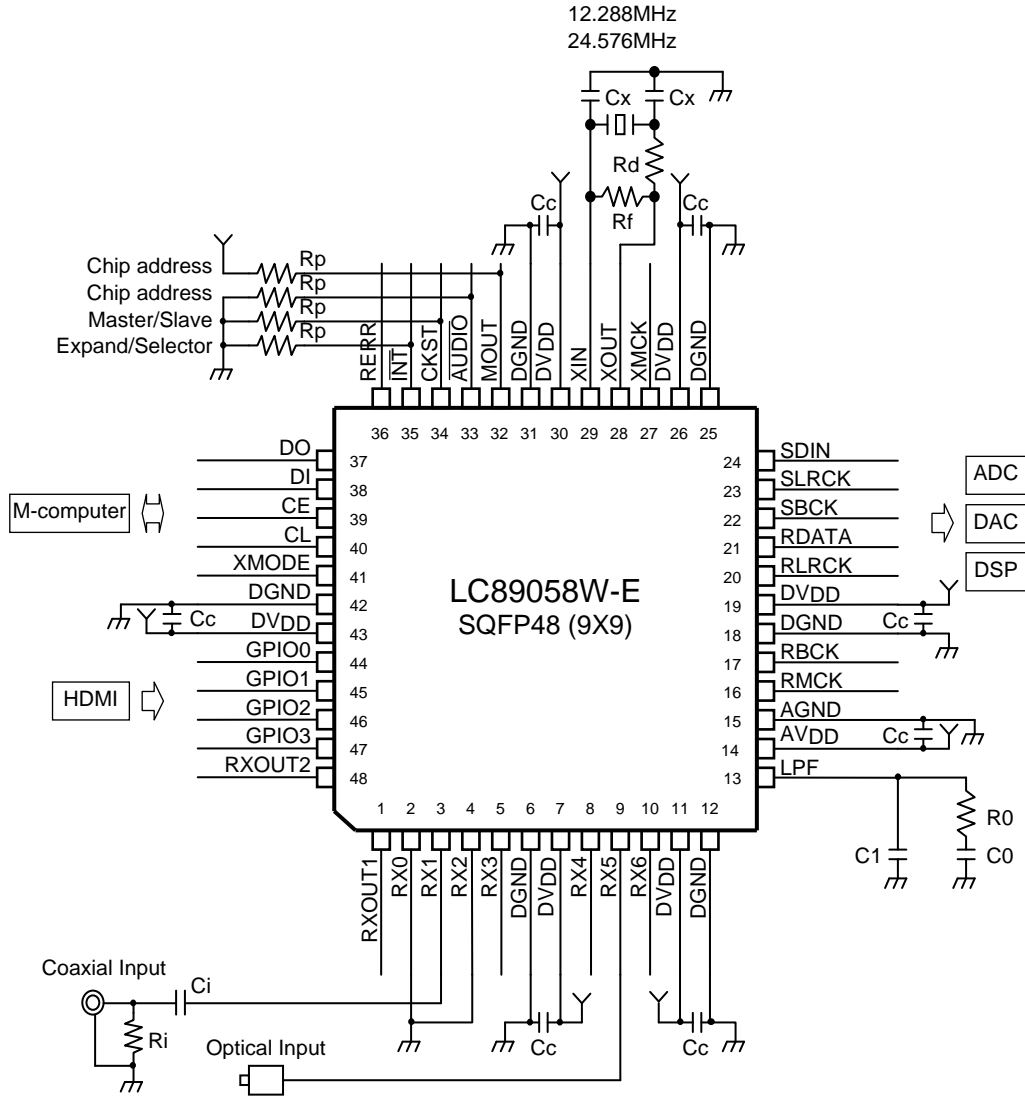 12.288MHz
24.576MHz
Cx
Cx
Rd
Cc
Cc
Rf
Chip address
Rp
Chip address
Rp
Master/Slave
Rp
Expand/Selector
Rp
RERR
INT
CKST
AUDIO
MOUT
DGND
DVDD
XIN
XOUT
XMCK
DVDD
DGND
36 35 34 33 32 31 30 29 28 27 26 25
DO 37
DI 38
CE 39
CL 40
XMODE 41
DGND 42
DVDD 43
GPIO0 44
GPIO1 45
GPIO2 46
GPIO3 47
RXOUT2 48
M-computer
Cc
HDMI
LC89058W-E
SQFP48 (9X9)
24 SDIN
23 SLRCK
22 SBCK
21 RDATA
20 RLRCK
19 DVDD
18 DGND
17 RBCK
16 RMCK
15 AGND
14 AVDD
13 LPF
ADC
DAC
DSP
Cc
Cc
R0
C1
C0
1 2 3 4 5 6 7 8 9 10 11 12
RXOUT1
RX0
RX1
RX2
RX3
DGND
DVDD
RX4
RX5
RX6
DVDD
DGND
Coaxial Input
Ci
Ri
Optical Input
Cc
Cc